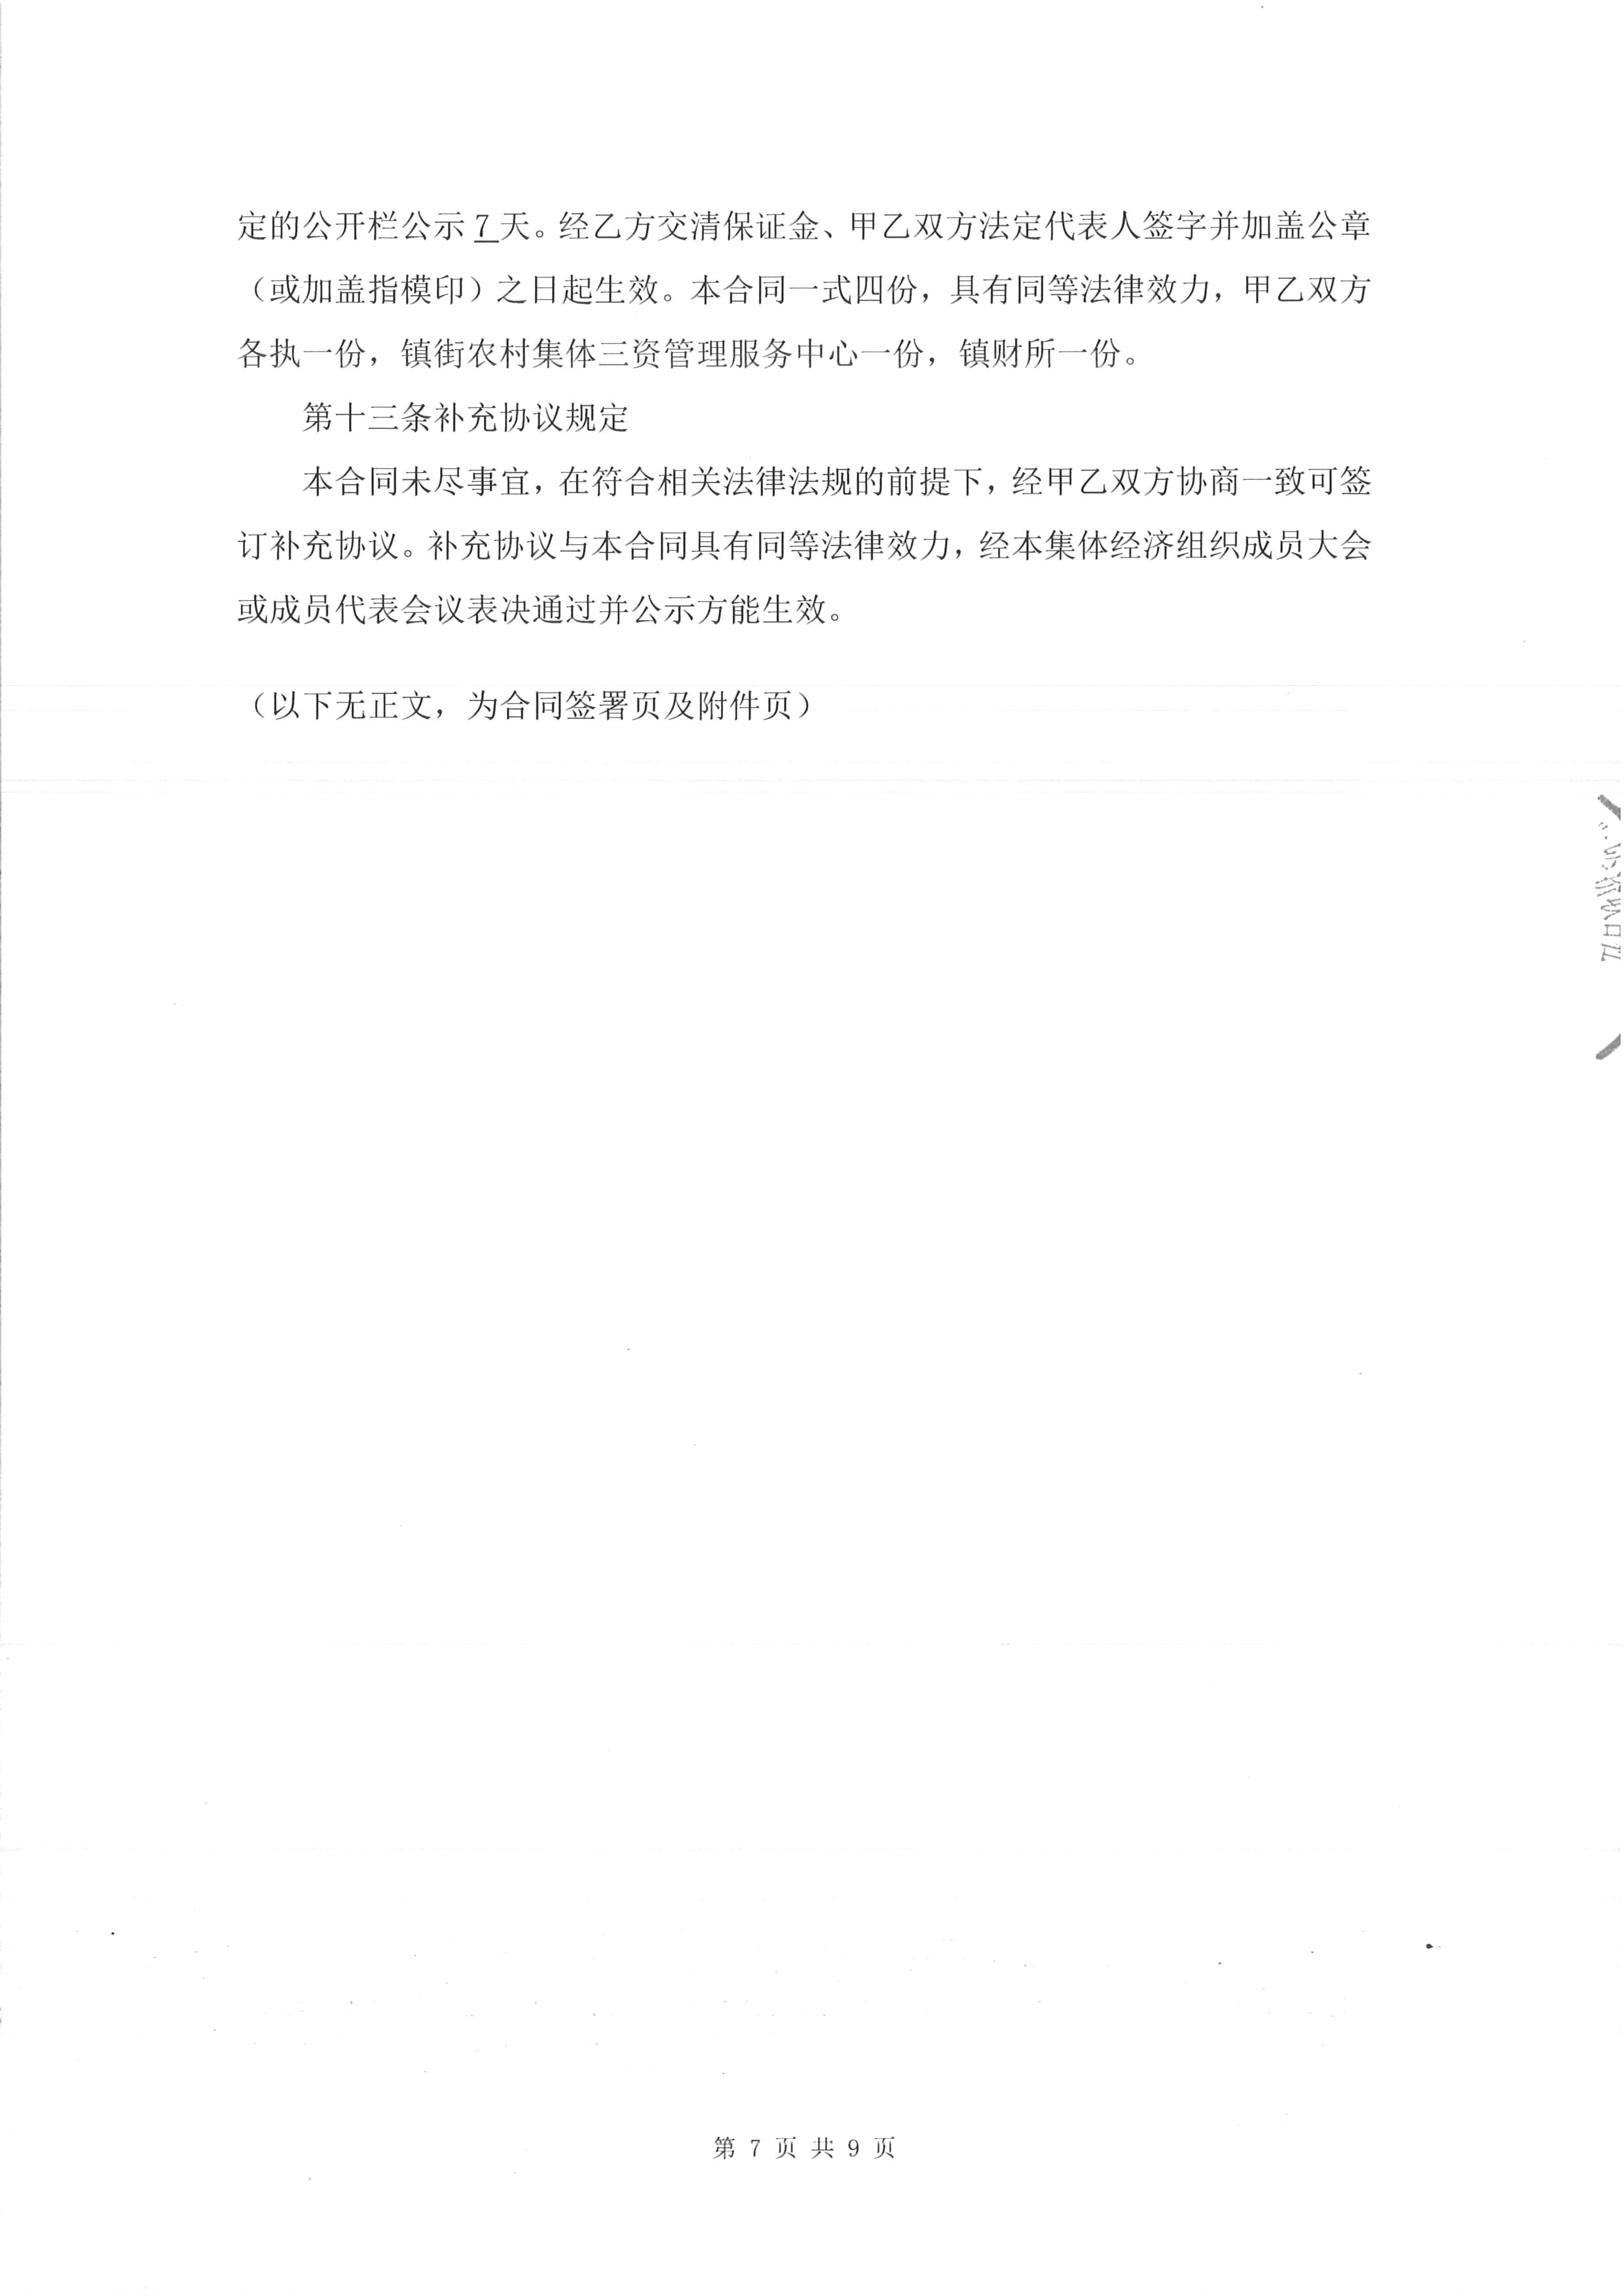 定的公开栏公示 7 天。经乙方交清保证金、甲乙双方法定代表人签字并加盖公章
（或加盖指模印）之日起生效。本合同一式四份，具有同等法律效力，甲乙双方
各执一份，镇街农村集体三资管理服务中心一份，镇财所一份。
第十三条补充协议规定
本合同未尽事宜，在符合相关法律法规的前提下，经甲乙双方协商一致可签
订补充协议。补充协议与本合同具有同等法律效力，经本集体经济组织成员大会
或成员代表会议表决通过并公示方能生效。
（以下无正文，为合同签署页及附件页）
第 7 页 共 9 页